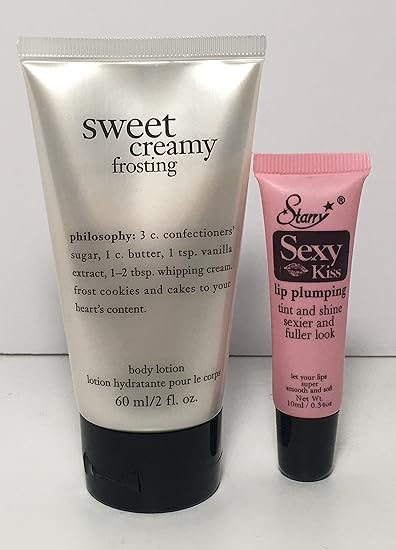 sweet
creamy
frosting
philosophy: 3 c. confectioners'
sugar, 1 c. butter, 1 tsp. vanilla
extract, 1–2 tbsp. whipping cream.
frost cookies and cakes to your
heart's content.
body lotion
lotion hydratante pour le corps
60 ml/2 fl. oz.
Starry ®
Sexy
Kiss
lip plumping
tint and shine
sexier and
fuller look
let your lips
super
smooth and soft
Net Wt.
10ml / 0.34oz